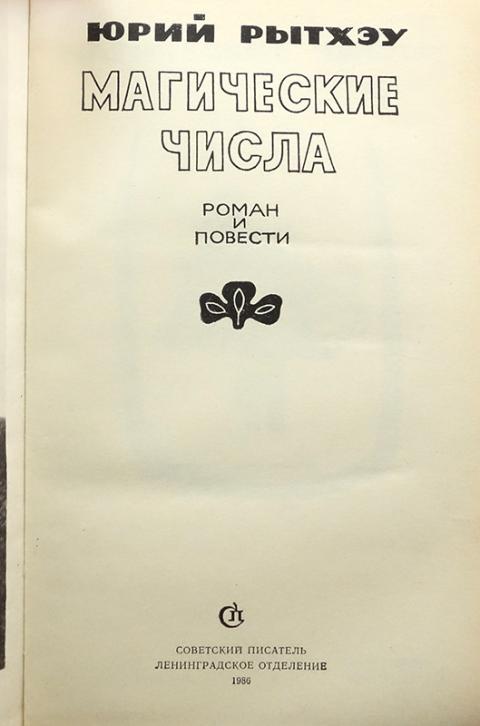 ЮРИЙ РЫТХЭУ
МАГИЧЕСКИЕ
ЧИСЛА
РОМАН
И
ПОВЕСТИ
СП
СОВЕТСКИЙ ПИСАТЕЛЬ
ЛЕНИНГРАДСКОЕ ОТДЕЛЕНИЕ
1986